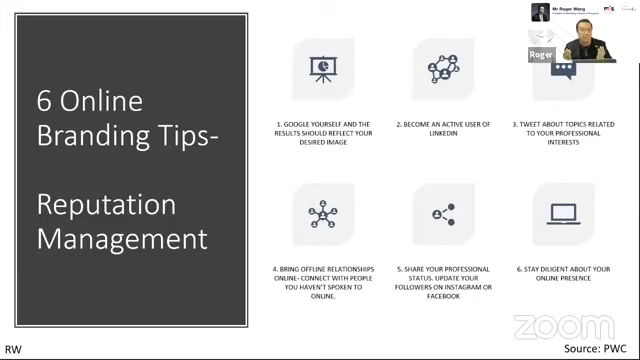 Mr Roger Wang
Roger
6 Online
Branding Tips-
Reputation
Management
1. GOOGLE YOURSELF AND THE
RESULTS SHOULD REFLECT YOUR
DESIRED IMAGE
2. BECOME AN ACTIVE USER OF
LINKEDIN
3. TWEET ABOUT TOPICS RELATED
TO YOUR PROFESSIONAL
INTERESTS
4. BRING OFFLINE RELATIONSHIPS
ONLINE- CONNECT WITH PEOPLE
YOU HAVEN'T SPOKEN TO
ONLINE.
5. SHARE YOUR PROFESSIONAL
STATUS. UPDATE YOUR
FOLLOWERS ON INSTAGRAM OR
FACEBOOK
6. STAY DILIGENT ABOUT YOUR
ONLINE PRESENCE
zoom
RW
Source: PWC